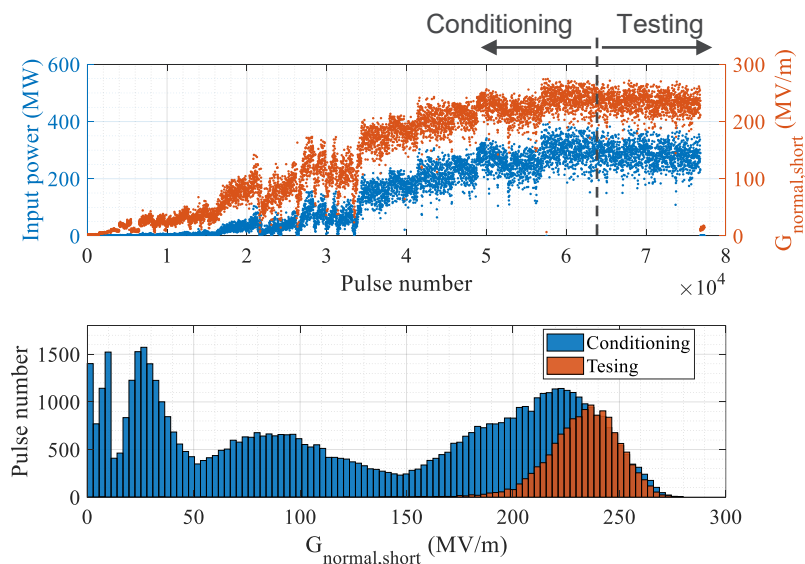 Conditioning Testing
600
400
200
0
Input power (MW)
300
200
100
0
G_normal,short (MV/m)
0 1 2 3 4 5 6 7 8
Pulse number
×10^4
1500
1000
500
0
Pulse number
Conditioning
Tesing
0 50 100 150 200 250 300
G_normal,short (MV/m)